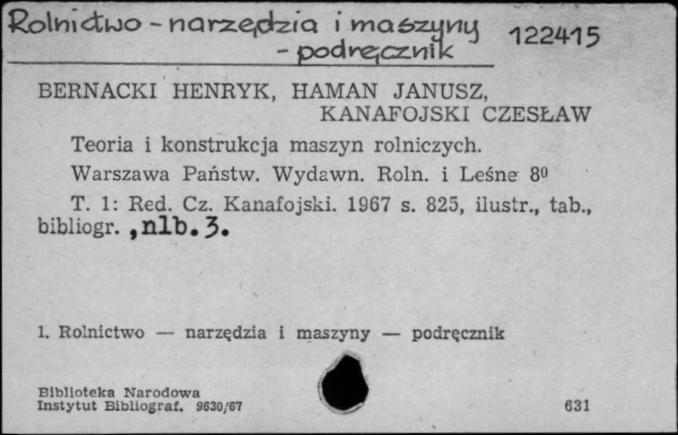 Rolnictwo - narzędzia i maszyny
- podręcznik
122415
BERNACKI HENRYK, HAMAN JANUSZ,
KANAFOJSKI CZESŁAW
Teoria i konstrukcja maszyn rolniczych.
Warszawa Państw. Wydawn. Roln. i Leśne 8⁰
T. 1: Red. Cz. Kanafojski. 1967 s. 825, ilustr., tab.,
bibliogr. ,nlb.3.
1. Rolnictwo — narzędzia i maszyny — podręcznik
Biblioteka Narodowa
Instytut Bibliograf. 9630/67
631